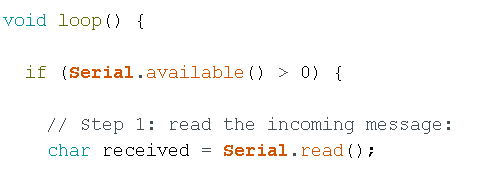 void loop() {
if (Serial.available() > 0) {
// Step 1: read the incoming message:
char received = Serial.read();